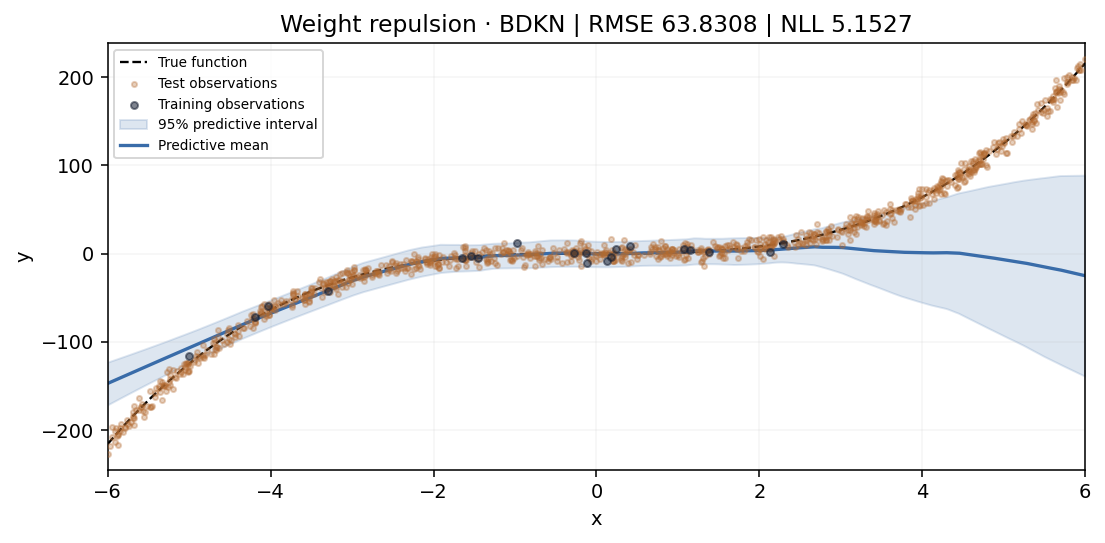 Weight repulsion · BDKN | RMSE 63.8308 | NLL 5.1527
True function
Test observations
Training observations
95% predictive interval
Predictive mean
y
200
100
0
−100
−200
−6
−4
−2
0
2
4
6
x